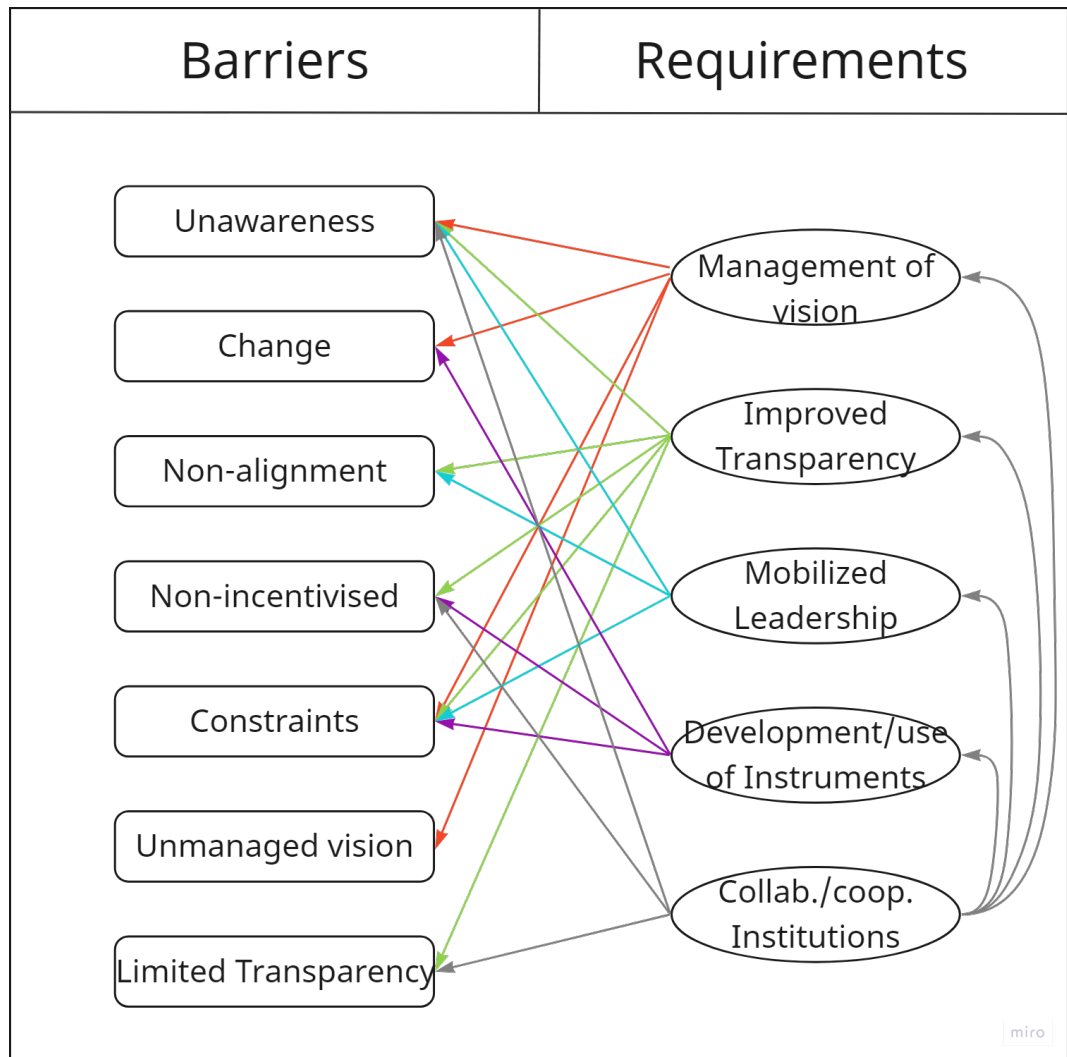 Barriers
Requirements
Unawareness
Change
Non-alignment
Non-incentivised
Constraints
Unmanaged vision
Limited Transparency
Management of
vision
Improved
Transparency
Mobilized
Leadership
Development/use
of Instruments
Collab./coop.
Institutions
miro